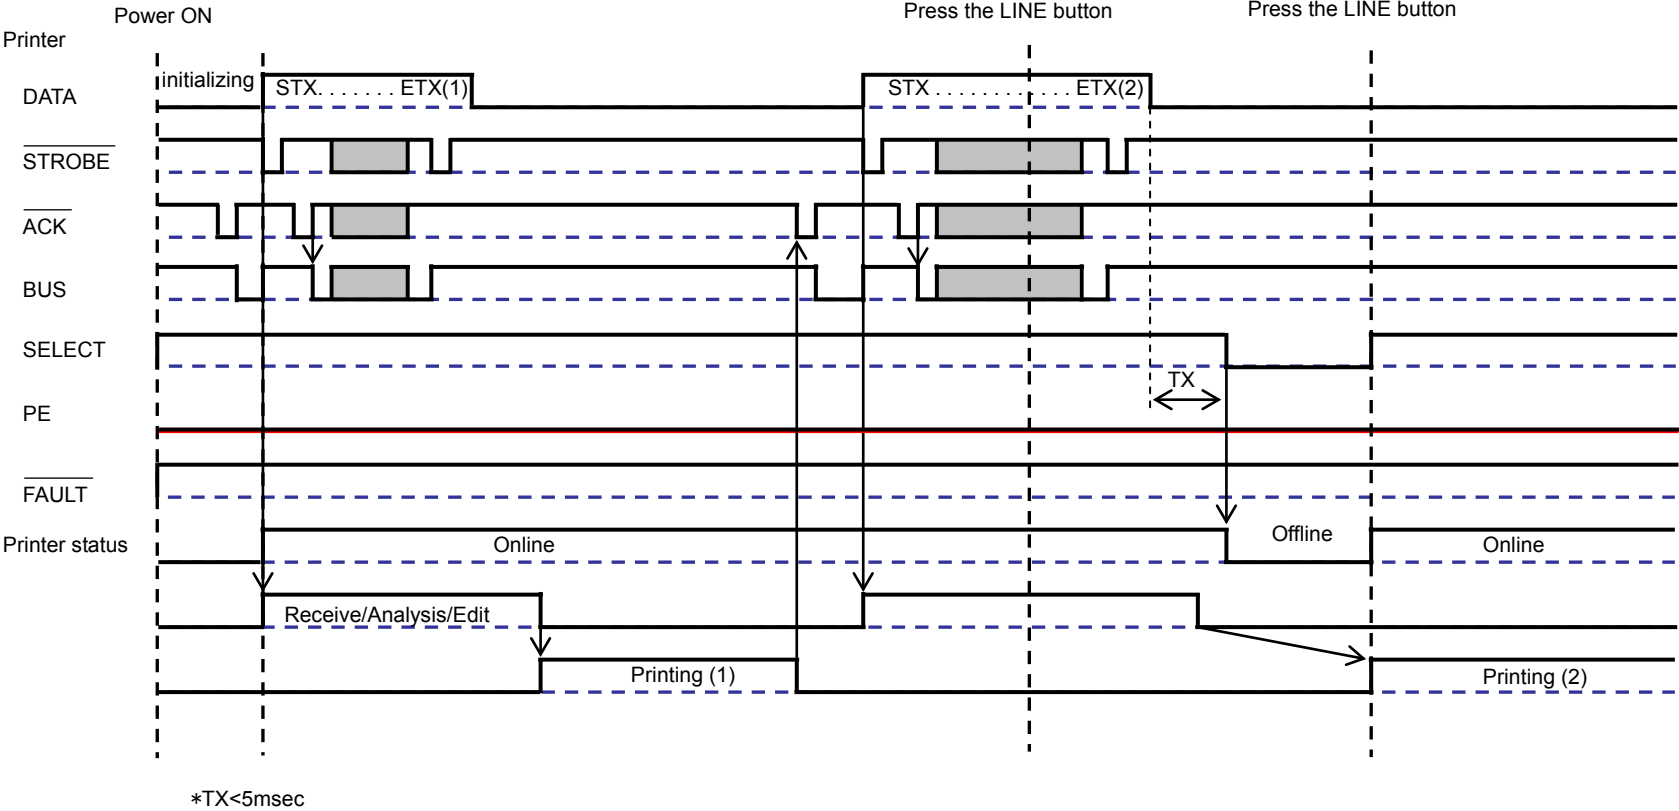 Power ON
Press the LINE button
Press the LINE button
Printer
initializing
DATA
STX. . . . . . . ETX(1)
STX . . . . . . . . . . . . ETX(2)
STROBE
ACK
BUS
SELECT
TX
PE
FAULT
Printer status
Online
Offline
Online
Receive/Analysis/Edit
Printing (1)
Printing (2)
*TX<5msec